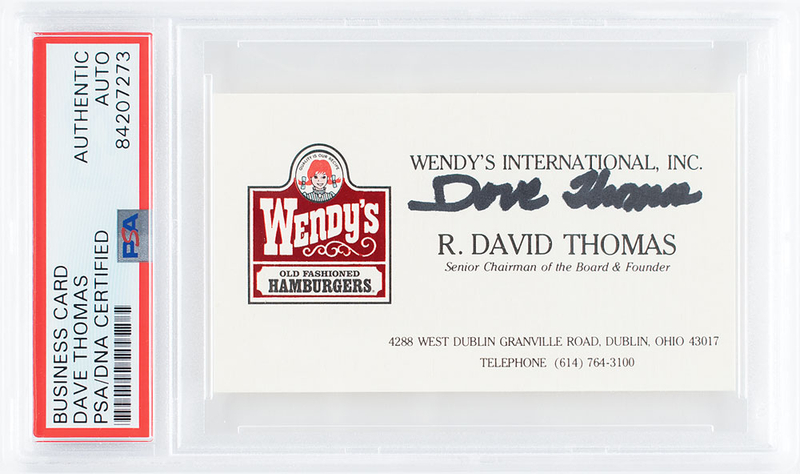 BUSINESS CARD
DAVE THOMAS
PSA/DNA CERTIFIED
AUTHENTIC
AUTO
84207273
PSA
QUALITY IS OUR RECIPE
WENDY'S
OLD FASHIONED
HAMBURGERS
WENDY'S INTERNATIONAL, INC.
Dave Thomas
R. DAVID THOMAS
Senior Chairman of the Board & Founder
4288 WEST DUBLIN GRANVILLE ROAD, DUBLIN, OHIO 43017
TELEPHONE (614) 764-3100